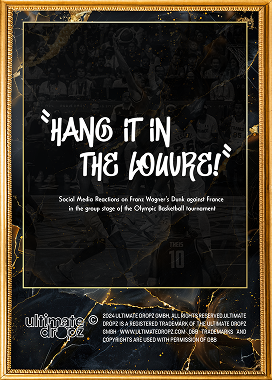 "HANG IT IN
THE LOUVRE!"
Social Media Reactions on Franz Wagner's Dunk against France
in the group stage of the Olympic Basketball tournament
10
ultimate ©
dropz
2024 ULTIMATE DROPZ GMBH, ALL RIGHTS RESERVED.ULTIMATE
DROPZ IS A REGISTERED TRADEMARK OF THE ULTIMATE DROPZ
GMBH WWW.ULTIMATEDROPZ.COM DBB TRADEMARKS AND
COPYRIGHTS ARE USED WITH PERMISSION OF DBB